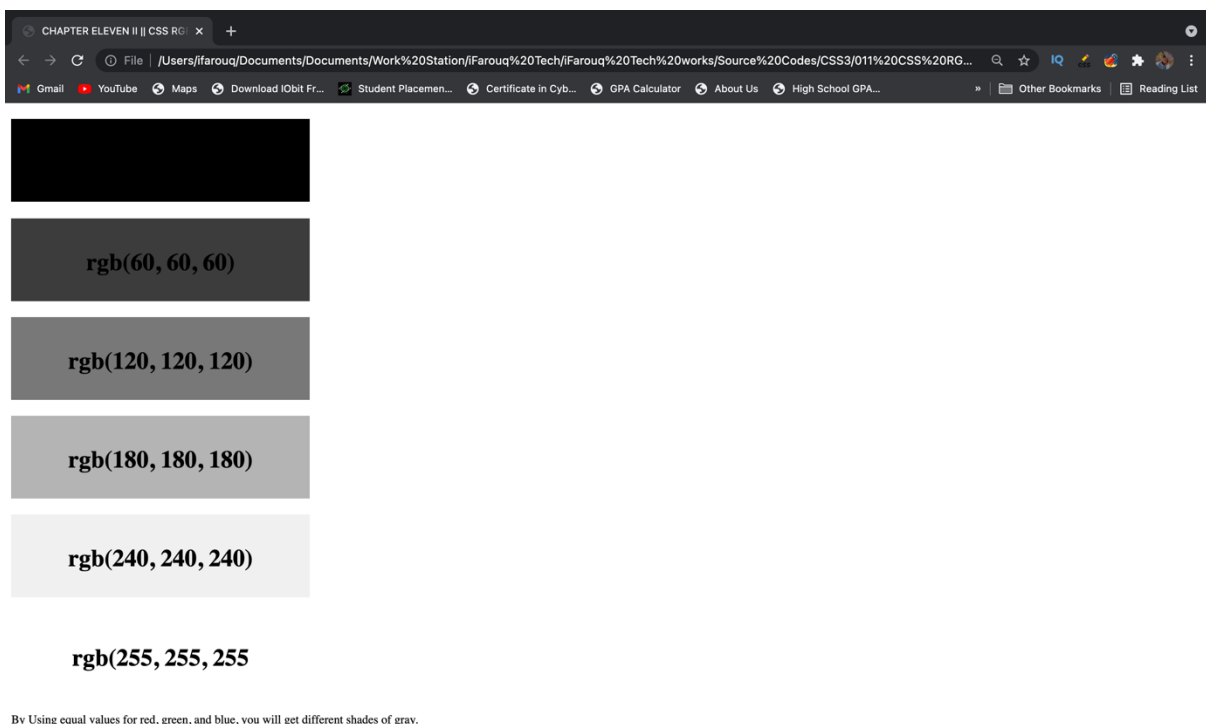 CHAPTER ELEVEN II || CSS RG
File | /Users/ifarouq/Documents/Documents/Work%20Station/iFarouq%20Tech/iFarouq%20Tech%20works/Source%20Codes/CSS3/011%20CSS%20RG...
Gmail YouTube Maps Download IObit Fr... Student Placemen... Certificate in Cyb... GPA Calculator About Us High School GPA... » Other Bookmarks Reading List
rgb(60, 60, 60)
rgb(120, 120, 120)
rgb(180, 180, 180)
rgb(240, 240, 240)
rgb(255, 255, 255
By Using equal values for red, green, and blue, you will get different shades of gray.